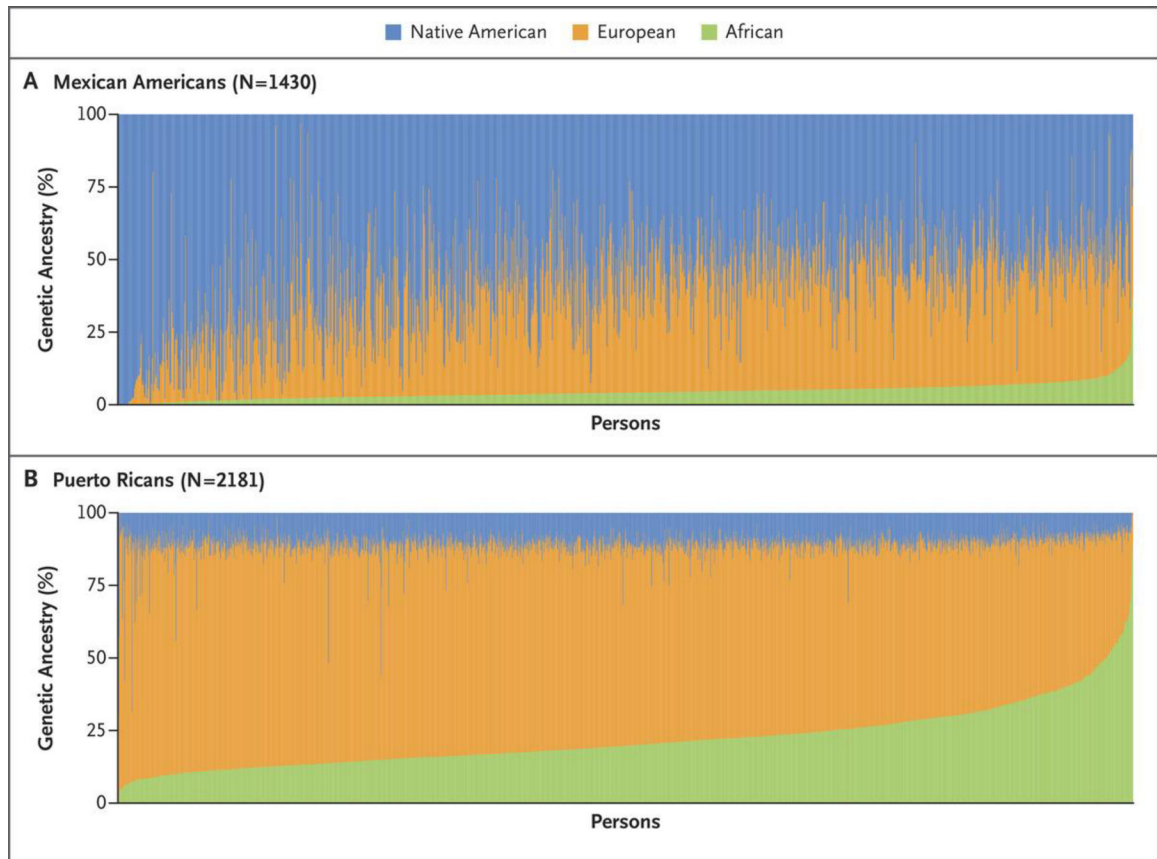 Native American European African
A Mexican Americans (N=1430)
100
75
50
25
0
Genetic Ancestry (%)
Persons
B Puerto Ricans (N=2181)
100
75
50
25
0
Genetic Ancestry (%)
Persons